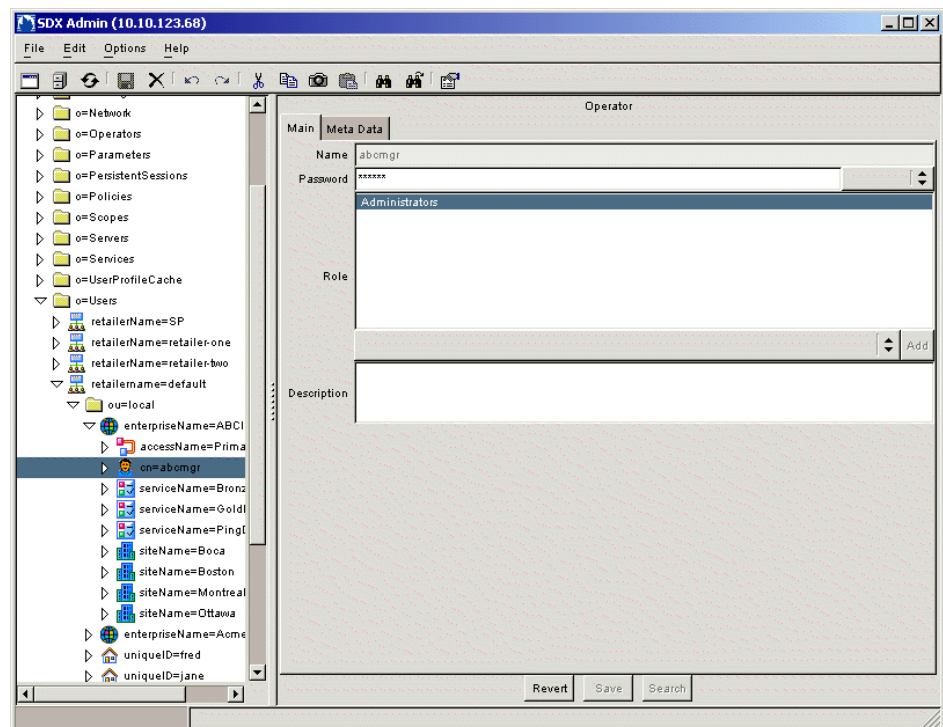 SDX Admin (10.10.123.68)
File Edit Options Help
o=Network
o=Operators
o=Parameters
o=PersistentSessions
o=Policies
o=Scopes
o=Servers
o=Services
o=UserProfileCache
o=Users
retailerName=SP
retailerName=retailer-one
retailerName=retailer-two
retailername=default
ou=local
enterpriseName=ABCI
accessName=Prima
cn=abcmgr
serviceName=Bronz
serviceName=Gold
serviceName=Ping
siteName=Boca
siteName=Boston
siteName=Montreal
siteName=Ottawa
enterpriseName=Acme
uniqueID=fred
uniqueID=jane
Operator
Main Meta Data
Name abcmgr
Password ******
Administrators
Role
Add
Description
Revert Save Search